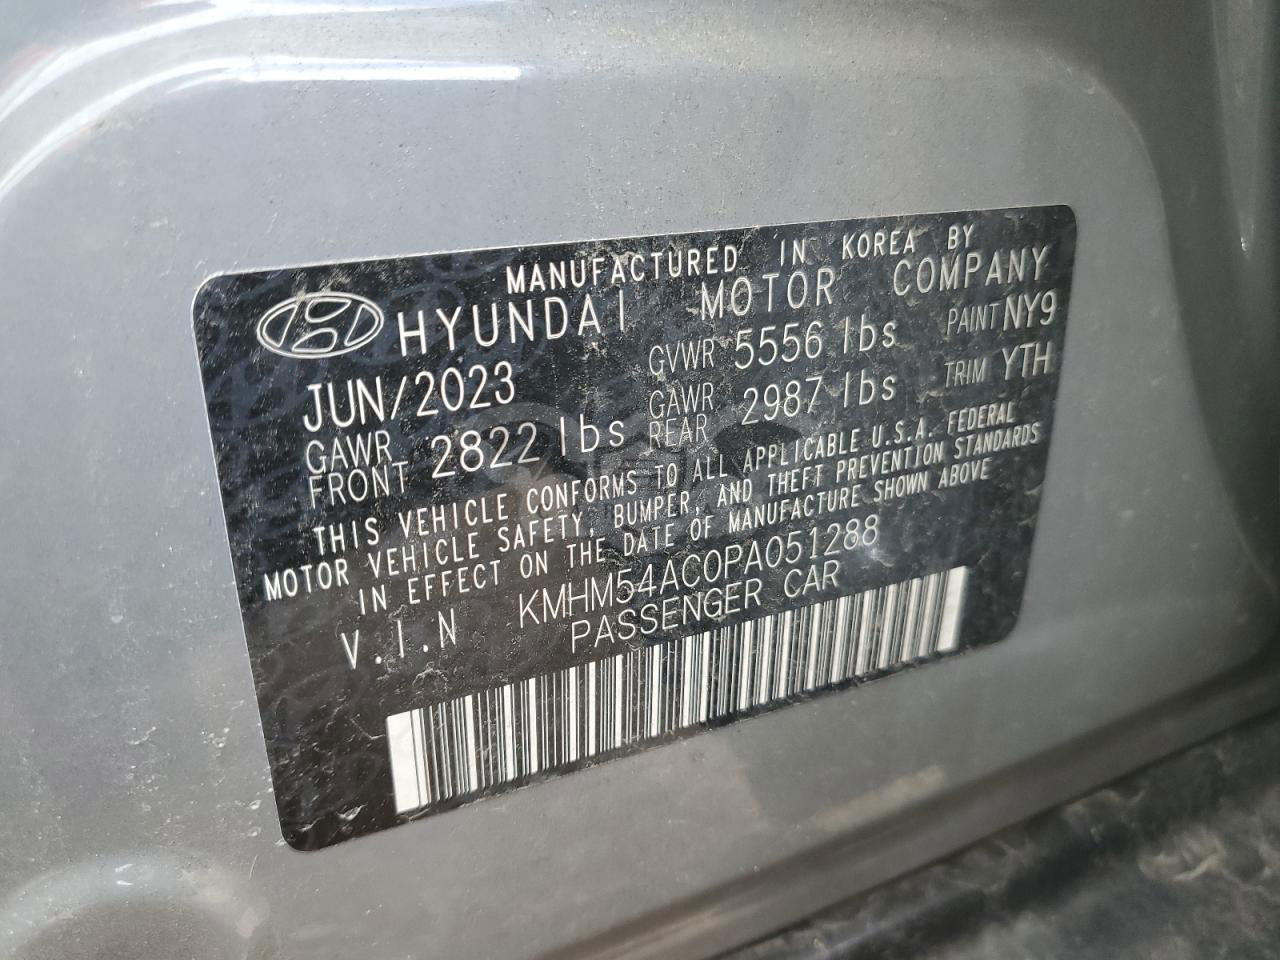 MANUFACTURED IN KOREA BY
HYUNDAI MOTOR COMPANY
JUN/2023 GVWR 5556 lbs PAINT NY9
GAWR FRONT 2822 lbs GAWR REAR 2987 lbs TRIM YTH
THIS VEHICLE CONFORMS TO ALL APPLICABLE U.S.A. FEDERAL
MOTOR VEHICLE SAFETY, BUMPER, AND THEFT PREVENTION STANDARDS
IN EFFECT ON THE DATE OF MANUFACTURE SHOWN ABOVE
V.I.N KMHM54AC0PA051288
PASSENGER CAR